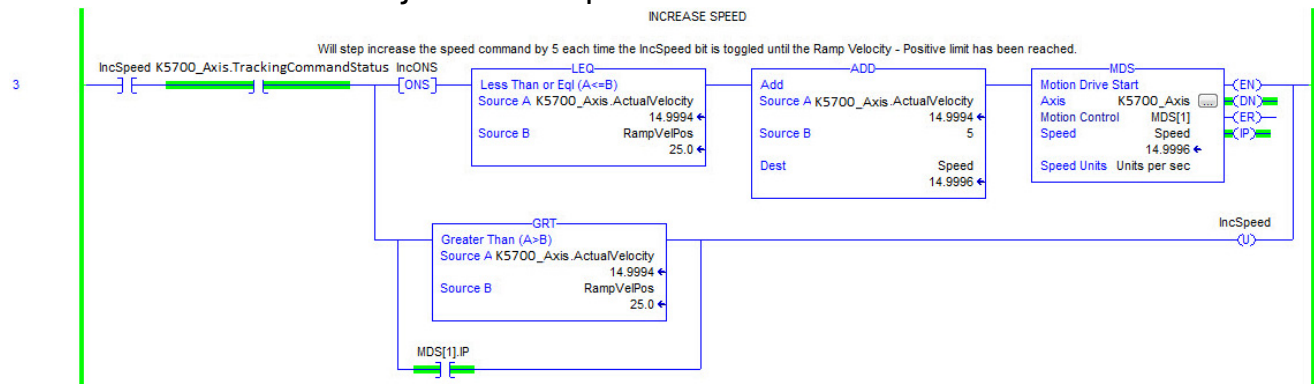 INCREASE SPEED
Will step increase the speed command by 5 each time the IncSpeed bit is toggled until the Ramp Velocity - Positive limit has been reached.
3
IncSpeed K5700_Axis.TrackingCommandStatus IncONS
ONS
LEQ
Less Than or Eql (A<=B)
Source A K5700_Axis.ActualVelocity
14.9994
Source B RampVelPos
25.0
ADD
Add
Source A K5700_Axis.ActualVelocity
14.9994
Source B 5
Dest Speed
14.9996
MDS
Motion Drive Start
Axis K5700_Axis ...
Motion Control MDS[1]
Speed Speed
14.9996
Speed Units Units per sec
EN
DN
ER
IP
GRT
Greater Than (A>B)
Source A K5700_Axis.ActualVelocity
14.9994
Source B RampVelPos
25.0
IncSpeed
U
MDS[1].IP